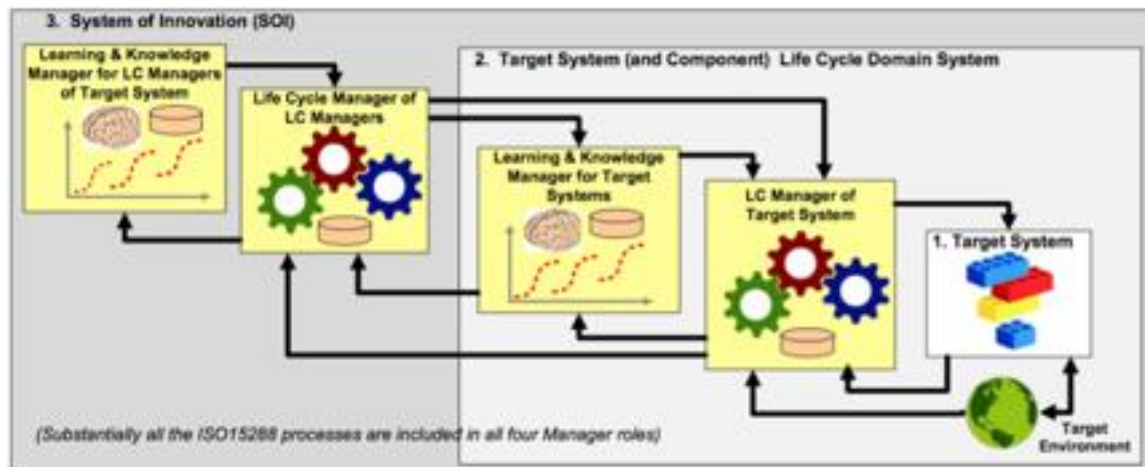 3. System of Innovation (SOI)
Learning & Knowledge
Manager for LC Managers
of Target System
2. Target System (and Component) Life Cycle Domain System
Life Cycle Manager of
LC Managers
Learning & Knowledge
Manager for Target
Systems
LC Manager of
Target System
1. Target System
Target
Environment
(Substantially all the ISO15288 processes are included in all four Manager roles)